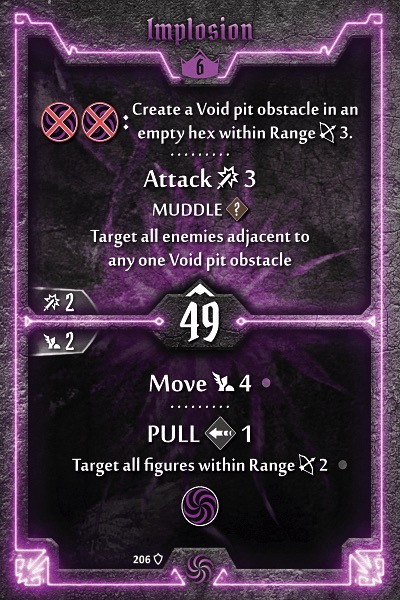 Implosion
6
: Create a Void pit obstacle in an
empty hex within Range 3.
Attack 3
MUDDLE ?
Target all enemies adjacent to
any one Void pit obstacle
2
49
2
Move 4
PULL 1
Target all figures within Range 2
206